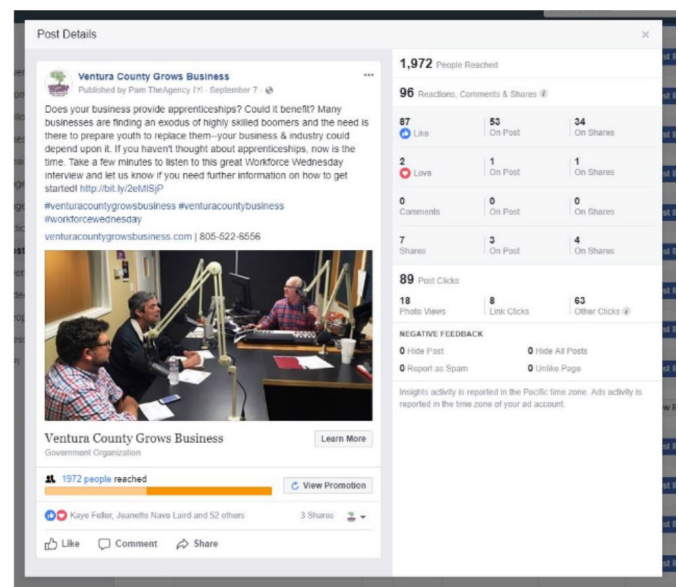 Post Details
Ventura County Grows Business
Published by Pam TheAgency [?] · September 7 ·
Does your business provide apprenticeships? Could it benefit? Many
businesses are finding an exodus of highly skilled boomers and the need is
there to prepare youth to replace them--your business & industry could
depend upon it. If you haven't thought about apprenticeships, now is the
time. Take a few minutes to listen to this great Workforce Wednesday
interview and let us know if you need further information on how to get
started! http://bit.ly/2eMlSjP
#venturacountygrowsbusiness #venturacountybusiness
#workforcewednesday
venturacountygrowsbusiness.com | 805-522-6556
Ventura County Grows Business
Government Organization
Learn More
1972 people reached
View Promotion
Kaye Feller, Jeanette Nava Laird and 52 others
3 Shares
Like Comment Share
1,972 People Reached
96 Reactions, Comments & Shares
87 53 34
Like On Post On Shares
2 1 1
Love On Post On Shares
0 0 0
Comments On Post On Shares
7 3 4
Shares On Post On Shares
89 Post Clicks
18 8 63
Photo Views Link Clicks Other Clicks
NEGATIVE FEEDBACK
0 Hide Post 0 Hide All Posts
0 Report as Spam 0 Unlike Page
Insights activity is reported in the Pacific time zone. Ads activity is
reported in the time zone of your ad account.